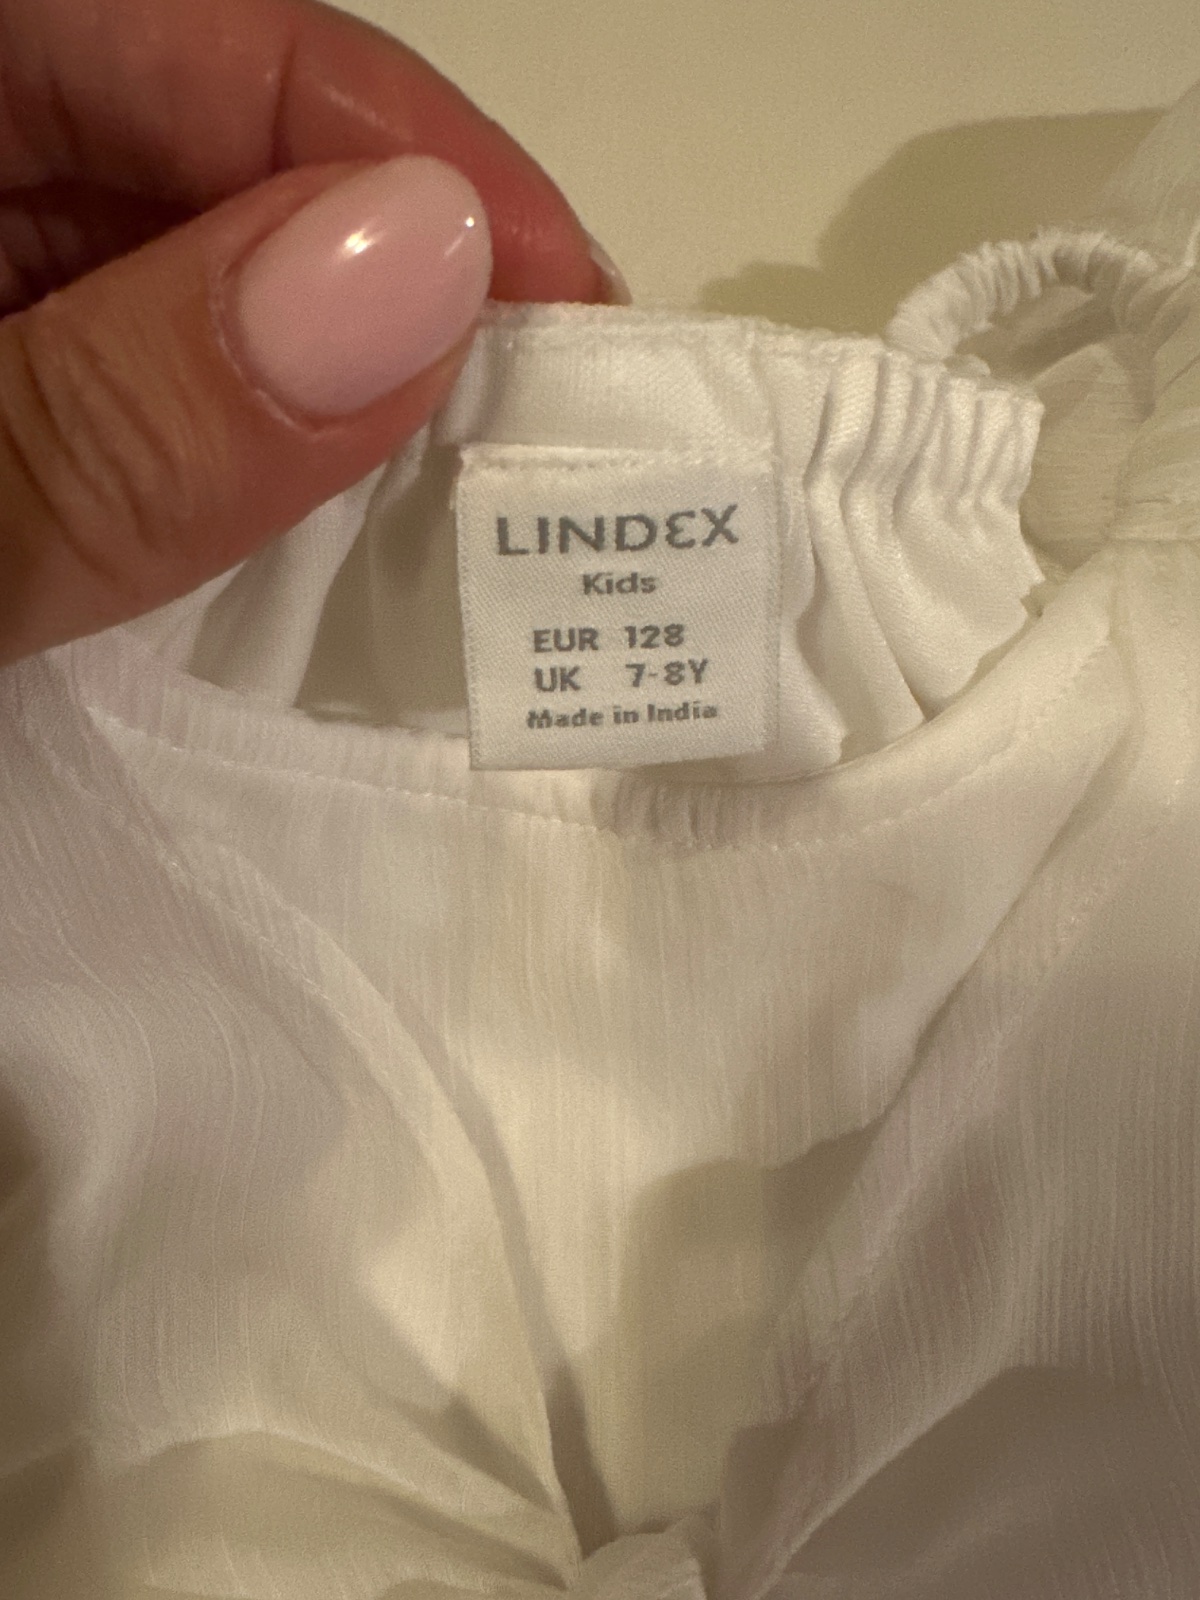 LINDEX
Kids
EUR 128
UK 7-8Y
Made in India